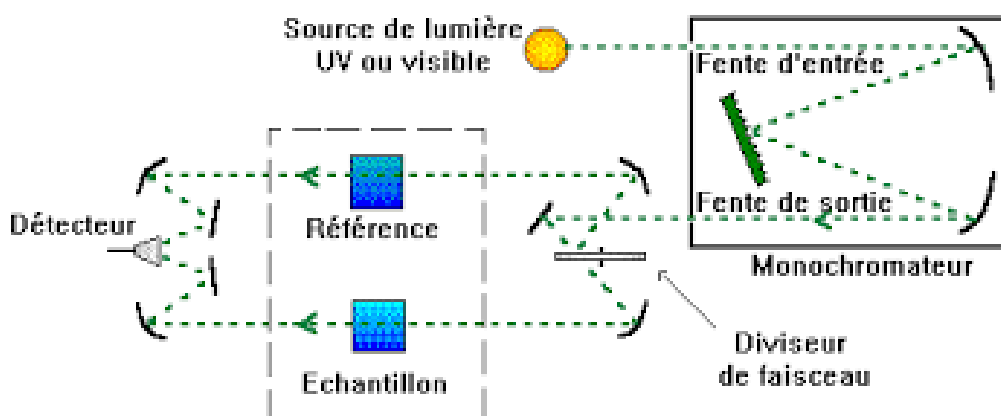 Source de lumière
UV ou visible
Fente d'entrée
Fente de sortie
Monochromateur
Détecteur
Référence
Echantillon
Diviseur
de faisceau